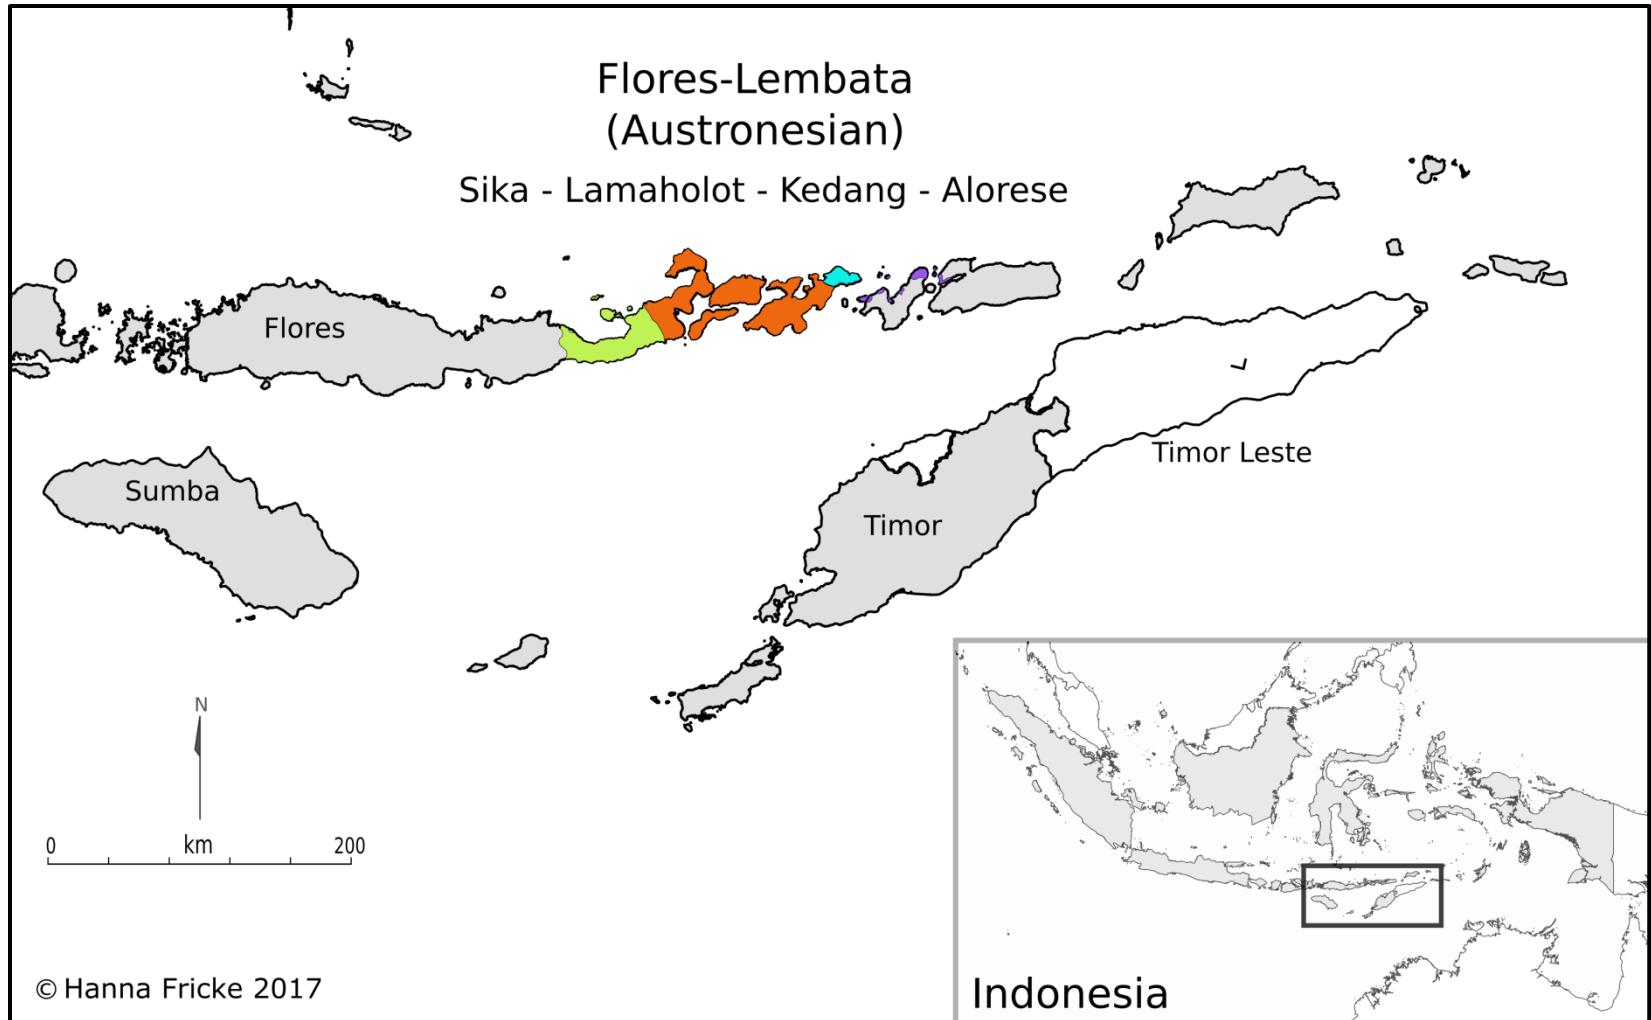 Flores-Lembata
(Austronesian)
Sika - Lamaholot - Kedang - Alorese
Flores
Sumba
Timor
Timor Leste
N
0 km 200
© Hanna Fricke 2017
Indonesia